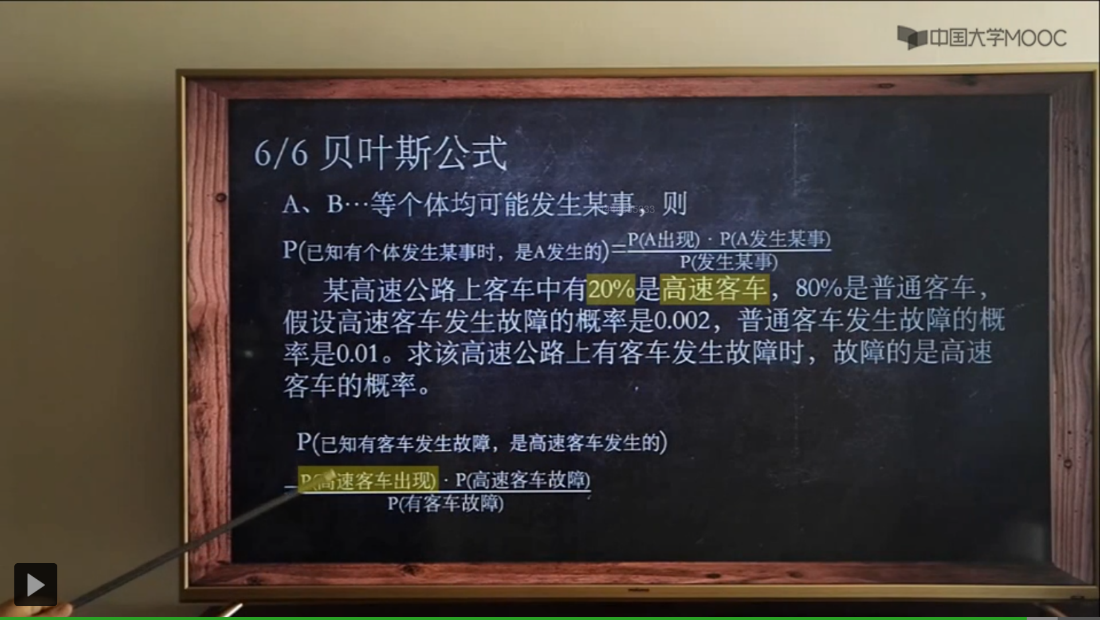 中国大学MOOC
6/6 贝叶斯公式
A、B…等个体均可能发生某事，则
P(已知有个体发生某事时，是A发生的)=P(A出现)·P(A发生某事)
P(发生某事)
某高速公路上客车中有20%是高速客车，80%是普通客车，
假设高速客车发生故障的概率是0.002，普通客车发生故障的概
率是0.01。求该高速公路上有客车发生故障时，故障的是高速
客车的概率。
P(已知有客车发生故障，是高速客车发生的)
P(高速客车出现)·P(高速客车故障)
P(有客车故障)